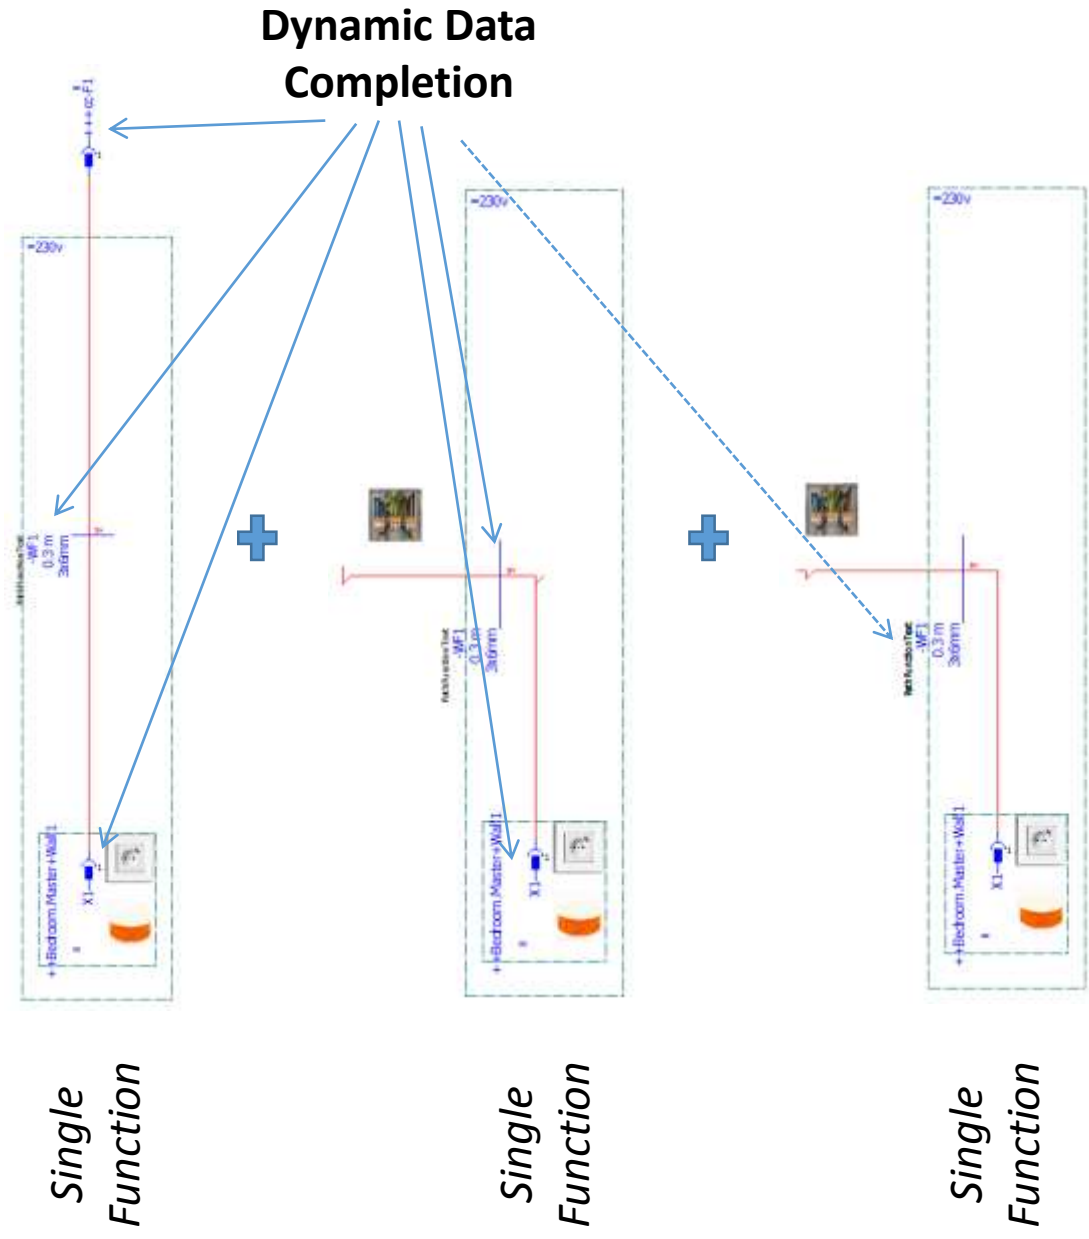 Dynamic Data
Completion
=230v
-WF1
0.3 m
3x6mm
++Bedroom.Master+Wall1
X1
Single
Function
=230v
-WF1
0.3 m
3x6mm
++Bedroom.Master+Wall1
X1
Single
Function
=230v
-WF1
0.3 m
3x6mm
++Bedroom.Master+Wall1
X1
Single
Function